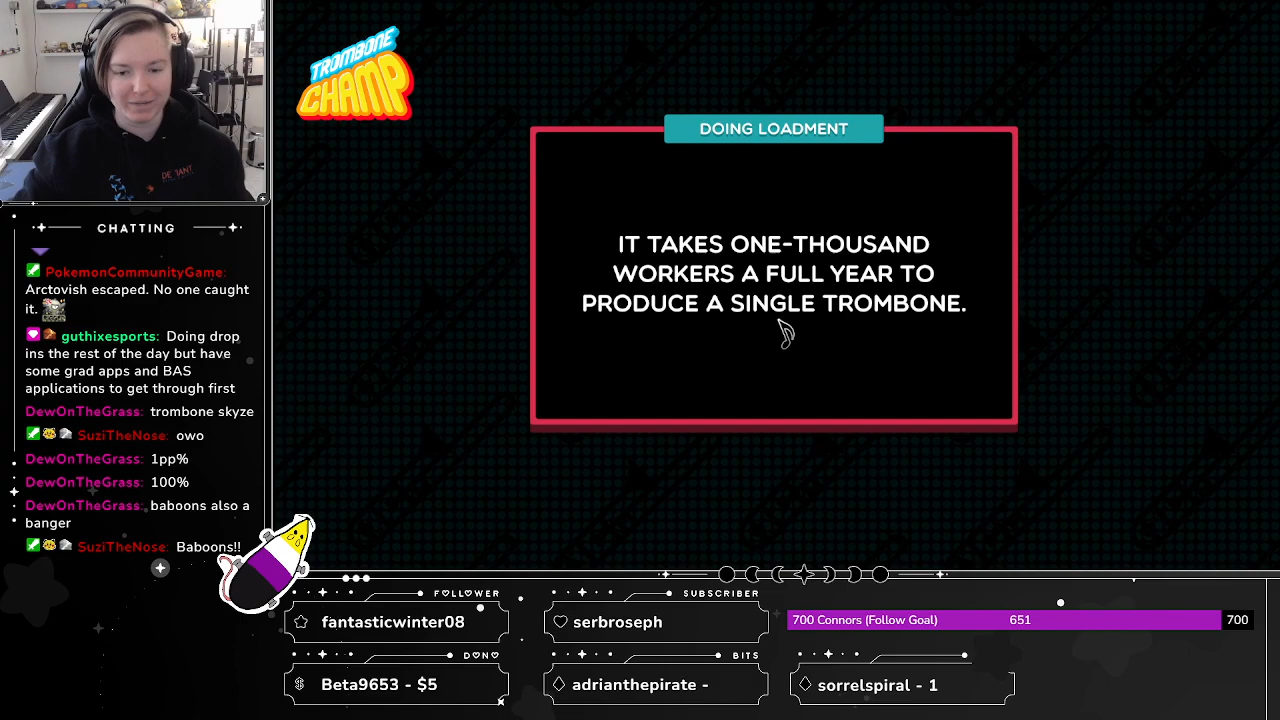 TROMBONE
CHAMP
DOING LOADMENT
IT TAKES ONE-THOUSAND
WORKERS A FULL YEAR TO
PRODUCE A SINGLE TROMBONE.
CHATTING
PokemonCommunityGame:
Arctovish escaped. No one caught
it.
guthixesports: Doing drop
ins the rest of the day but have
some grad apps and BAS
applications to get through first
DewOnTheGrass: trombone skyze
SuziTheNose: owo
DewOnTheGrass: 1pp%
DewOnTheGrass: 100%
DewOnTheGrass: baboons also a
banger
SuziTheNose: Baboons!!
FOLLOWER
fantasticwinter08
SUBSCRIBER
serbroseph
700 Connors (Follow Goal) 651 700
DONO
Beta9653 - $5
BITS
adrianthepirate -
sorrelspiral - 1